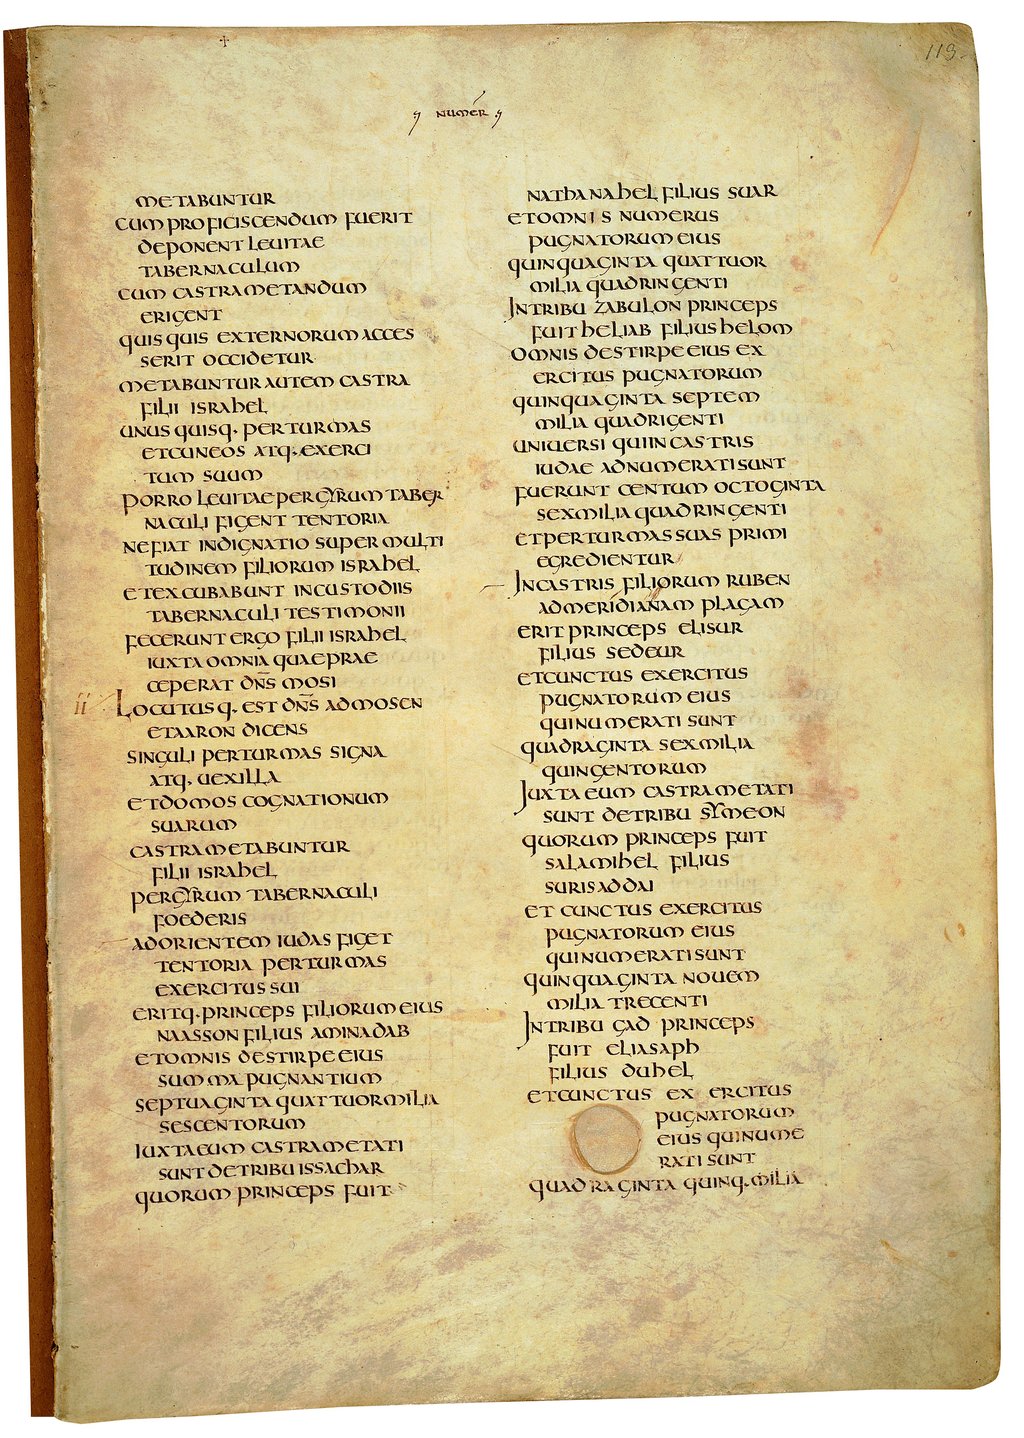 119
numer
metabuntur
cum proficiscendum fuerit
deponent leuitae
tabernaculum
cum castrametandum
erigent
quisquis externorum acces
serit occidetur
metabuntur autem castra
filii israhel
unusquisq. per turmas
et cuneos atq. exerci
tum suum
porro leuitae per gyrum taber
naculi figent tentoria
ne fiat indignatio super multi
tudinem filiorum israhel
et excubabunt in custodiis
tabernaculi testimonii
fecerunt ergo filii israhel
iuxta omnia quae prae
ceperat dn̄s mosi
ii Locutusq. est dn̄s ad mosen
et aaron dicens
singuli per turmas signa
atq. uexilla
et domos cognationum
suarum
castrametabuntur
filii israhel
per gyrum tabernaculi
foederis
ad orientem iudas figet
tentoria per turmas
exercitus sui
eritq. princeps filiorum eius
naasson filius aminadab
et omnis de stirpe eius
summa pugnantium
septuaginta quattuor milia
sescentorum
iuxta eum castrametati
sunt de tribu issachar
quorum princeps fuit
nathanahel filius suar
et omnis numerus
pugnatorum eius
quinquaginta quattuor
milia quadringenti
In tribu zabulon princeps
fuit heliab filius helom
omnis de stirpe eius ex
ercitus pugnatorum
quinquaginta septem
milia quadrigenti
uniuersi qui in castris
iudae adnumerati sunt
fuerunt centum octoginta
sex milia quadringenti
et per turmas suas primi
egredientur
In castris filiorum ruben
ad meridianam plagam
erit princeps elisur
filius sedeur
et cunctus exercitus
pugnatorum eius
qui numerati sunt
quadraginta sex milia
quingentorum
Iuxta eum castrametati
sunt de tribu symeon
quorum princeps fuit
salamihel filius
surisaddai
et cunctus exercitus
pugnatorum eius
qui numerati sunt
quinquaginta nouem
milia trecenti
In tribu gad princeps
fuit eliasaph
filius duhel
et cunctus exercitus
pugnatorum
eius qui nume
rati sunt
quadraginta quinq. milia